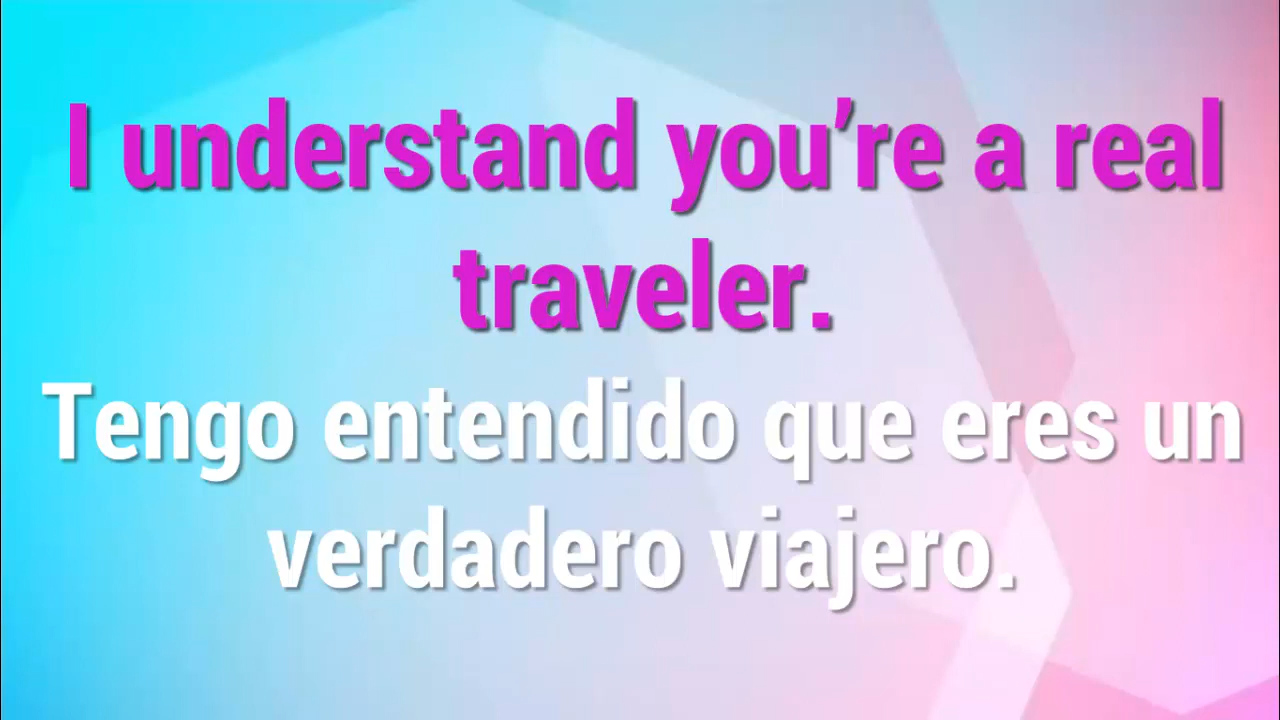 I understand you're a real
traveler.
Tengo entendido que eres un
verdadero viajero.